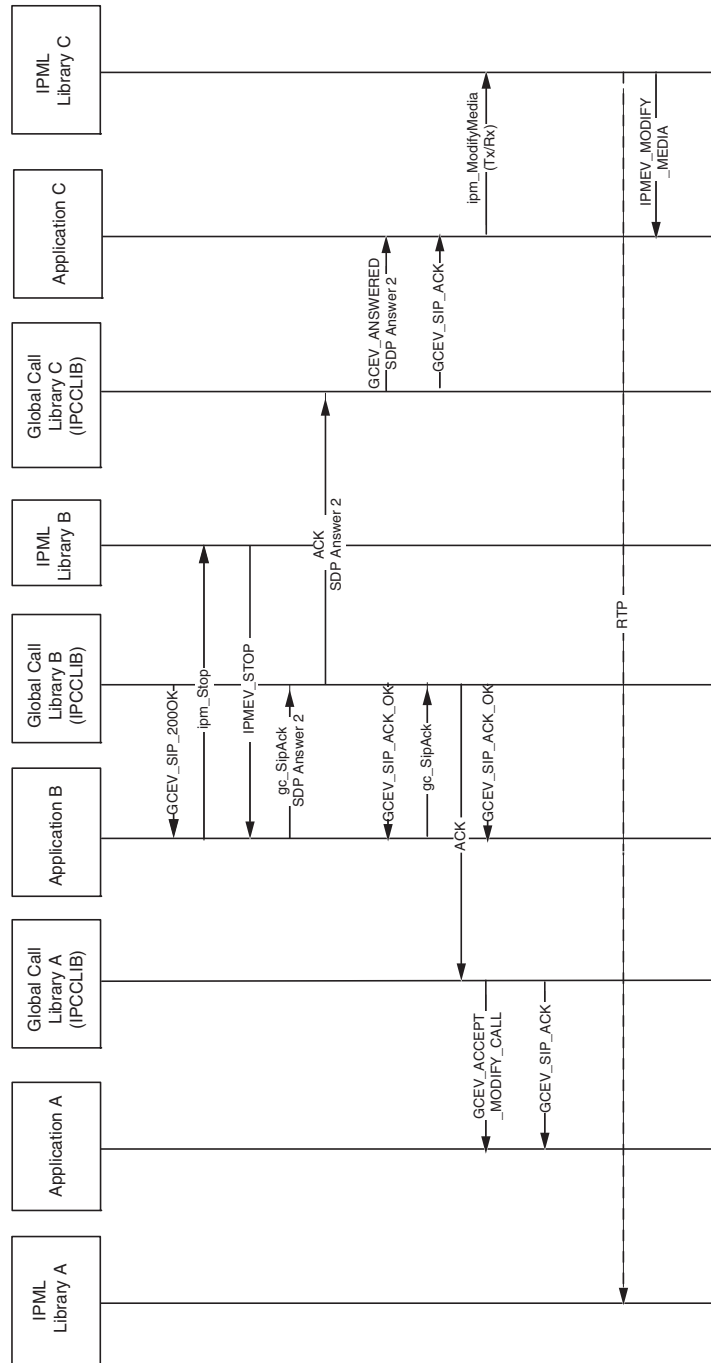 IPML
Library A
Application A
Global Call
Library A
(IPCCLIB)
Application B
Global Call
Library B
(IPCCLIB)
IPML
Library B
Global Call
Library C
(IPCCLIB)
Application C
IPML
Library C
GCEV_SIP_200OK
ipm_Stop
IPMEV_STOP
gc_SipAck
SDP Answer 2
ACK
SDP Answer 2
GCEV_ANSWERED
SDP Answer 2
GCEV_SIP_ACK_OK
gc_SipAck
GCEV_SIP_ACK
ACK
GCEV_ACCEPT
_MODIFY_CALL
GCEV_SIP_ACK_OK
ipm_ModifyMedia
(Tx/Rx)
GCEV_SIP_ACK
RTP
IPMEV_MODIFY
_MEDIA